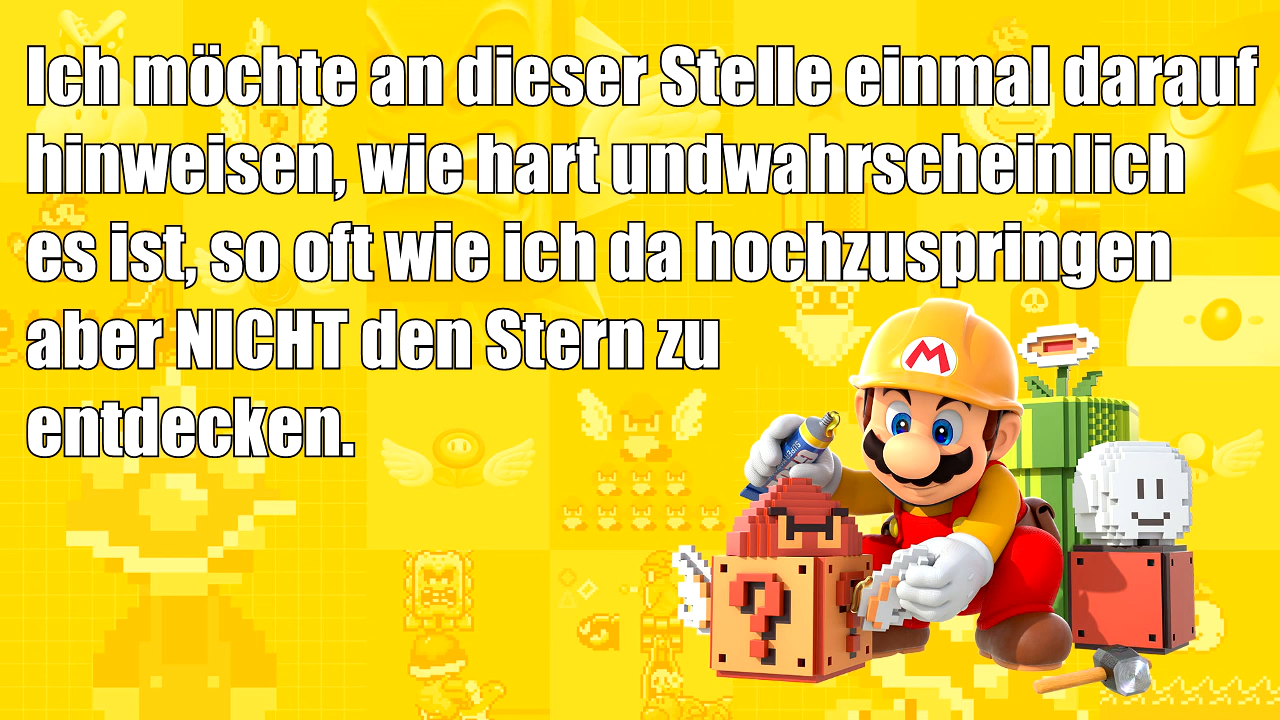 Ich möchte an dieser Stelle einmal darauf
hinweisen, wie hart undwahrscheinlich
es ist, so oft wie ich da hochzuspringen
aber NICHT den Stern zu
entdecken.
M
?